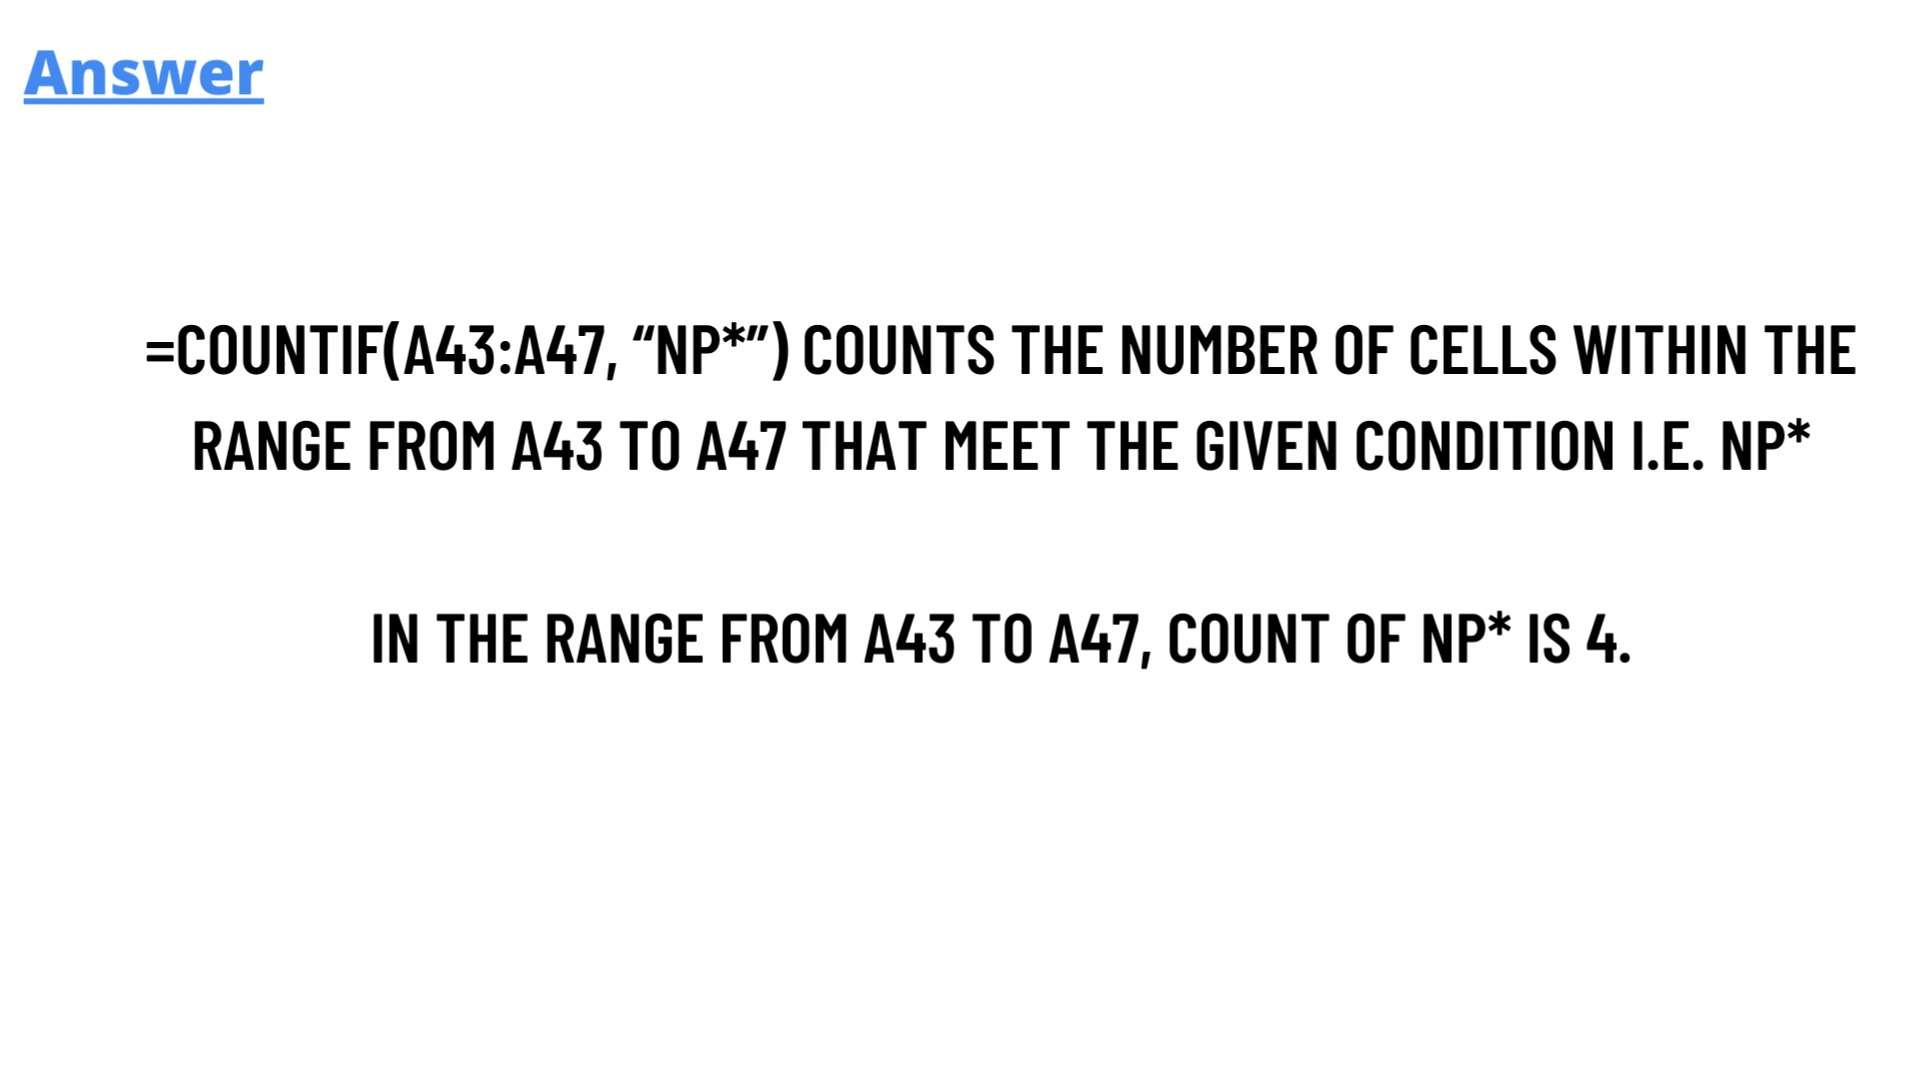 Answer
=COUNTIF(A43:A47, “NP*”) COUNTS THE NUMBER OF CELLS WITHIN THE
RANGE FROM A43 TO A47 THAT MEET THE GIVEN CONDITION I.E. NP*
IN THE RANGE FROM A43 TO A47, COUNT OF NP* IS 4.